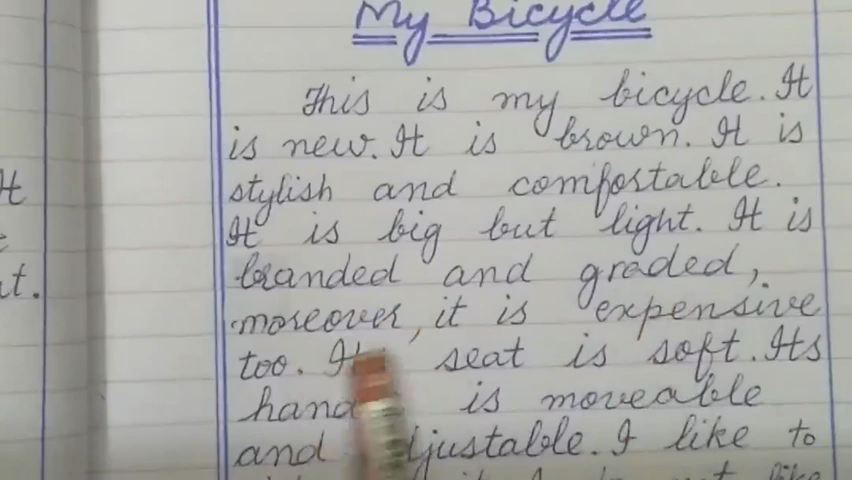 My Bicycle
This is my bicycle. It
is new. It is brown. It is
stylish and comfortable.
It is big but light. It is
branded and graded,
moreover, it is expensive
too. seat is soft. Its
is moveable
and I like to
It